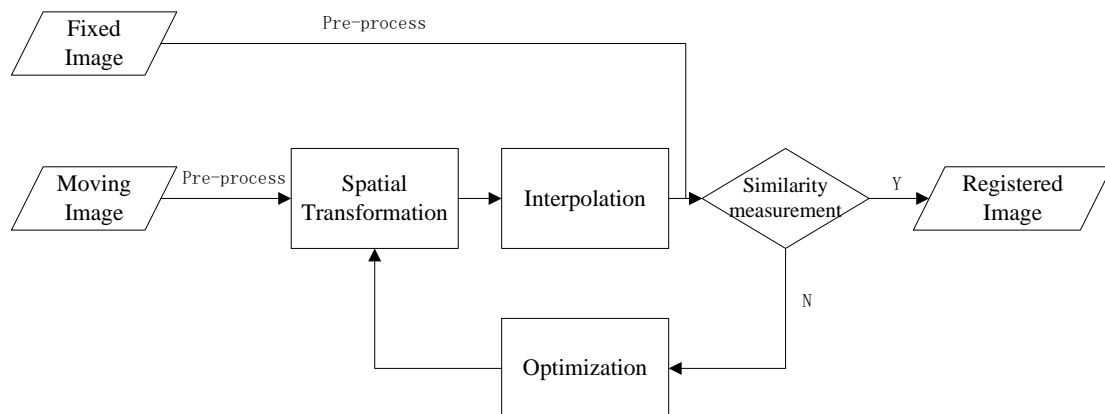 Fixed
Image
Pre-process
Moving
Image
Pre-process
Spatial
Transformation
Interpolation
Similarity
measurement
Y
Registered
Image
N
Optimization